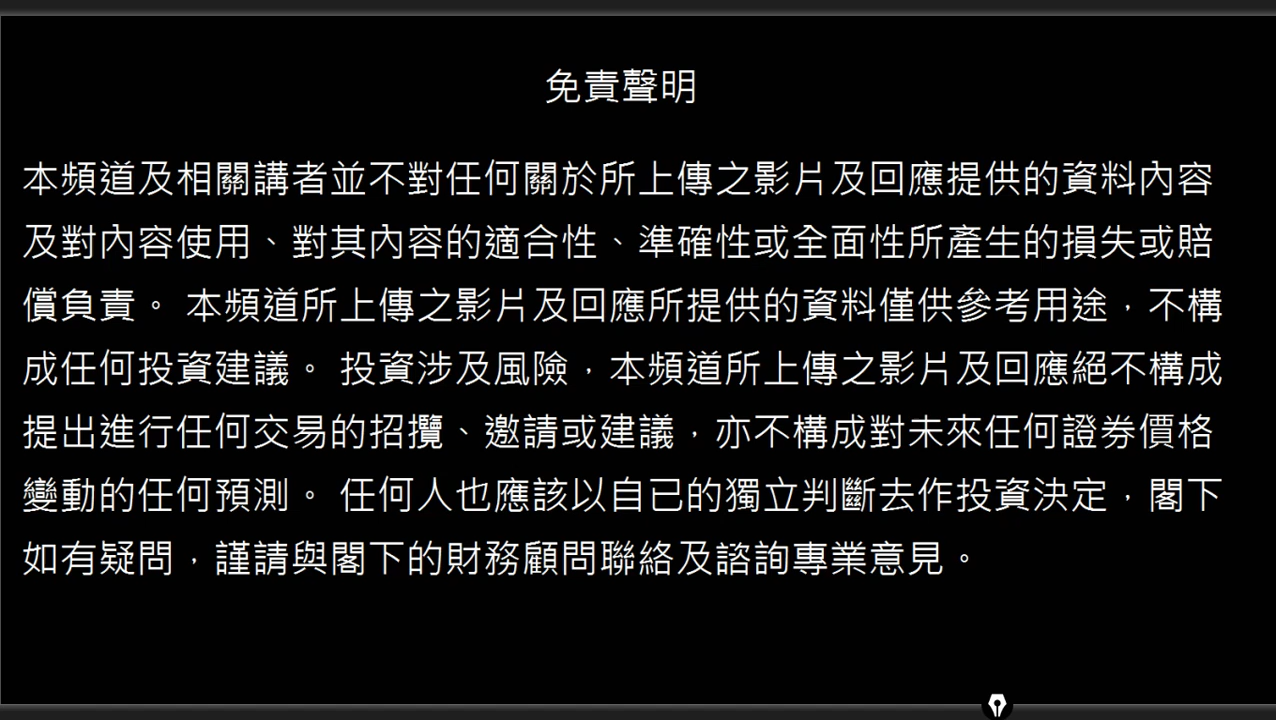 免責聲明
本頻道及相關講者並不對任何關於所上傳之影片及回應提供的資料內容
及對內容使用、對其內容的適合性、準確性或全面性所產生的損失或賠
償負責。 本頻道所上傳之影片及回應所提供的資料僅供參考用途，不構
成任何投資建議。 投資涉及風險，本頻道所上傳之影片及回應絕不構成
提出進行任何交易的招攬、邀請或建議，亦不構成對未來任何證券價格
變動的任何預測。 任何人也應該以自已的獨立判斷去作投資決定，閣下
如有疑問，謹請與閣下的財務顧問聯絡及諮詢專業意見。